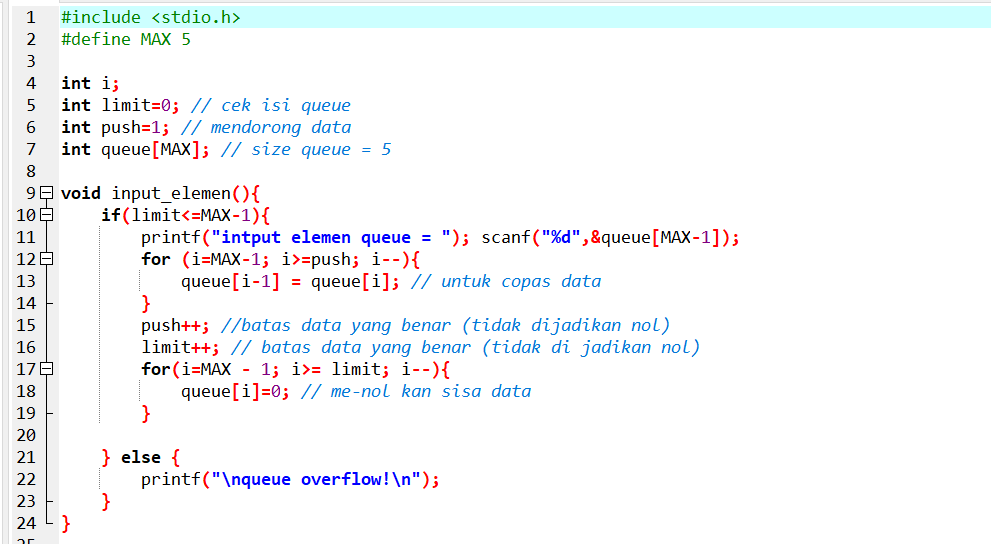 1 #include <stdio.h>
2 #define MAX 5
3
4 int i;
5 int limit=0; // cek isi queue
6 int push=1; // mendorong data
7 int queue[MAX]; // size queue = 5
8
9 void input_elemen(){
10 if(limit<=MAX-1){
11 printf("intput elemen queue = "); scanf("%d",&queue[MAX-1]);
12 for (i=MAX-1; i>=push; i--){
13 queue[i-1] = queue[i]; // untuk copas data
14 }
15 push++; //batas data yang benar (tidak dijadikan nol)
16 limit++; // batas data yang benar (tidak di jadikan nol)
17 for(i=MAX - 1; i>= limit; i--){
18 queue[i]=0; // me-nol kan sisa data
19 }
20
21 } else {
22 printf("\nqueue overflow!\n");
23 }
24 }